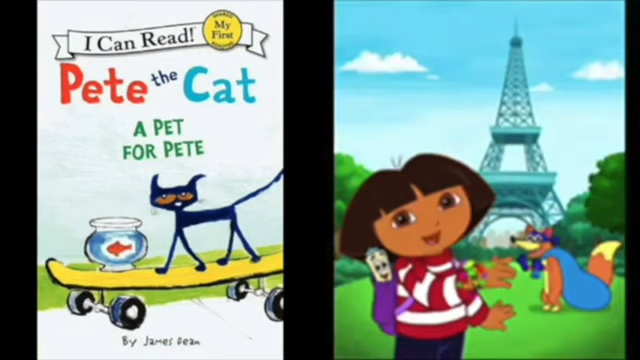 I Can Read!
My
First
Pete the Cat
A PET
FOR PETE
By James Dean